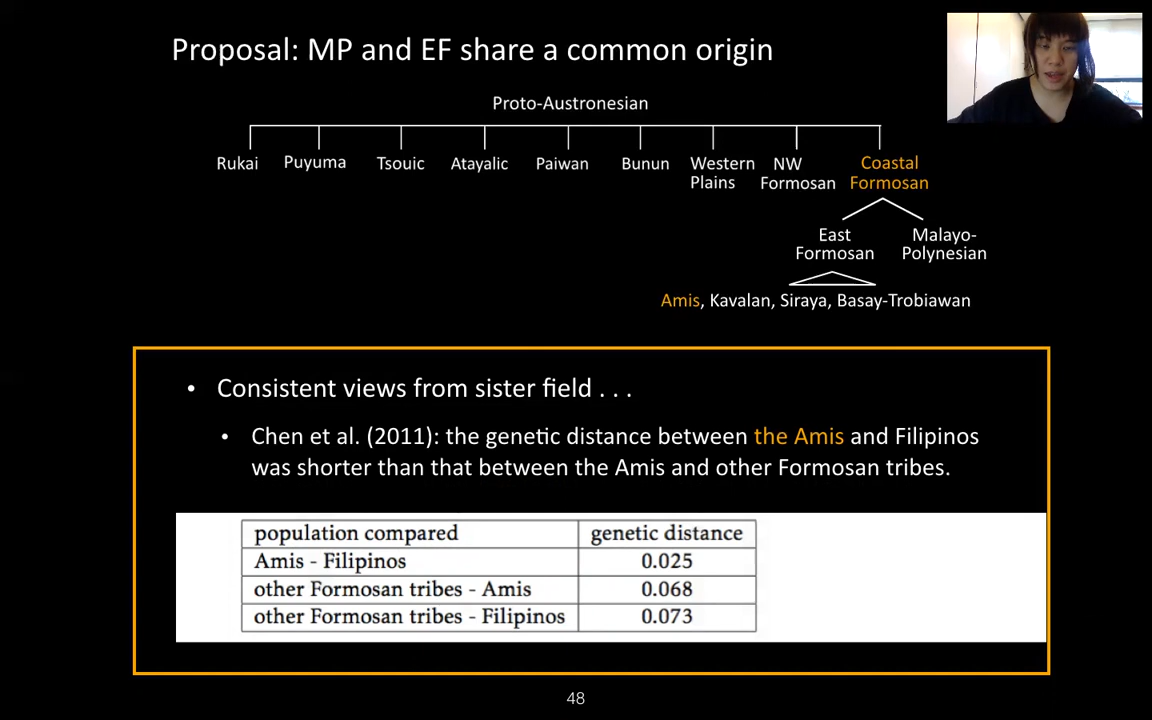 Proposal: MP and EF share a common origin
Proto-Austronesian
Rukai Puyuma Tsouic Atayalic Paiwan Bunun Western Plains NW Formosan Coastal Formosan
East Formosan Malayo-Polynesian
Amis, Kavalan, Siraya, Basay-Trobiawan
• Consistent views from sister field . . .
• Chen et al. (2011): the genetic distance between the Amis and Filipinos
was shorter than that between the Amis and other Formosan tribes.
population compared genetic distance
Amis - Filipinos 0.025
other Formosan tribes - Amis 0.068
other Formosan tribes - Filipinos 0.073
48